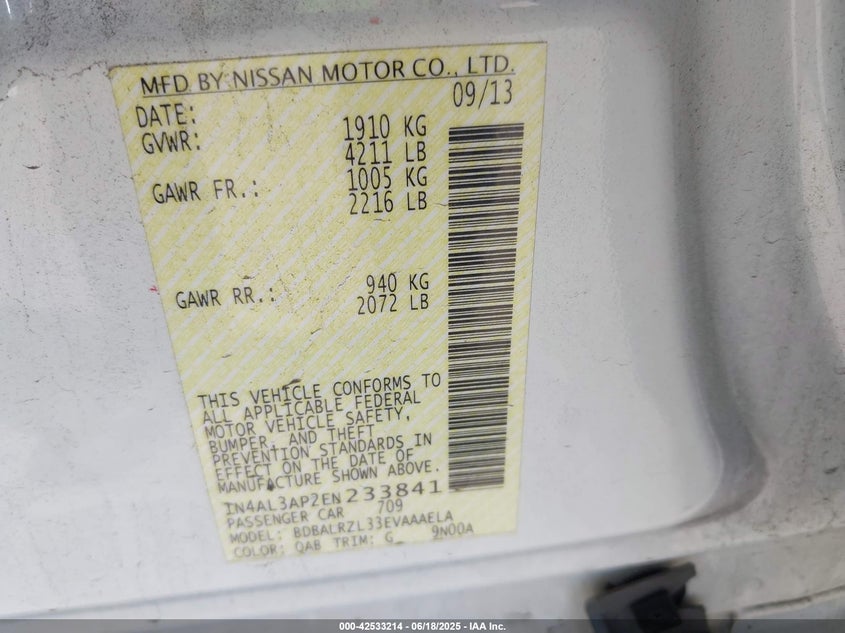 MFD BY NISSAN MOTOR CO., LTD.
DATE: 09/13
GVWR: 1910 KG
4211 LB
GAWR FR.: 1005 KG
2216 LB
GAWR RR.: 940 KG
2072 LB
THIS VEHICLE CONFORMS TO
ALL APPLICABLE FEDERAL
MOTOR VEHICLE SAFETY,
BUMPER, AND THEFT
PREVENTION STANDARDS IN
EFFECT ON THE DATE OF
MANUFACTURE SHOWN ABOVE.
1N4AL3AP2EN233841
PASSENGER CAR 709
MODEL: BDBALRZL33EVAAAELA
COLOR: QAB TRIM: G 9N00A
000-42533214 - 06/18/2025 - IAA Inc.